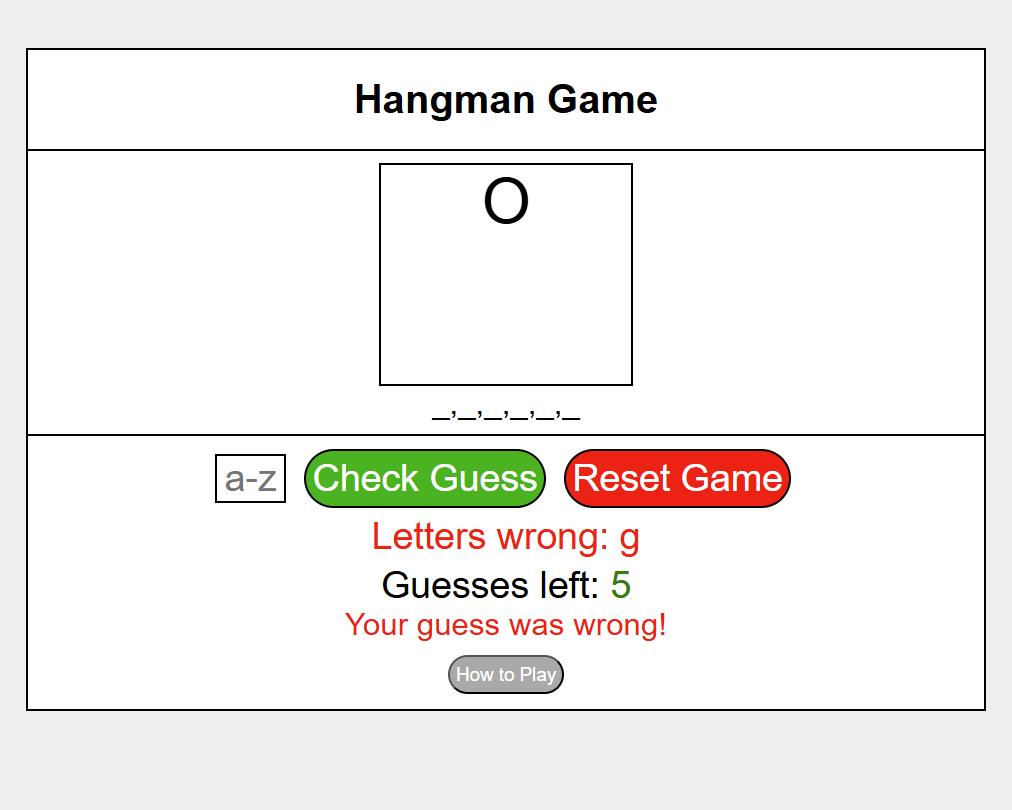 Hangman Game
O
_,_,_,_,_,_
a-z Check Guess Reset Game
Letters wrong: g
Guesses left: 5
Your guess was wrong!
How to Play